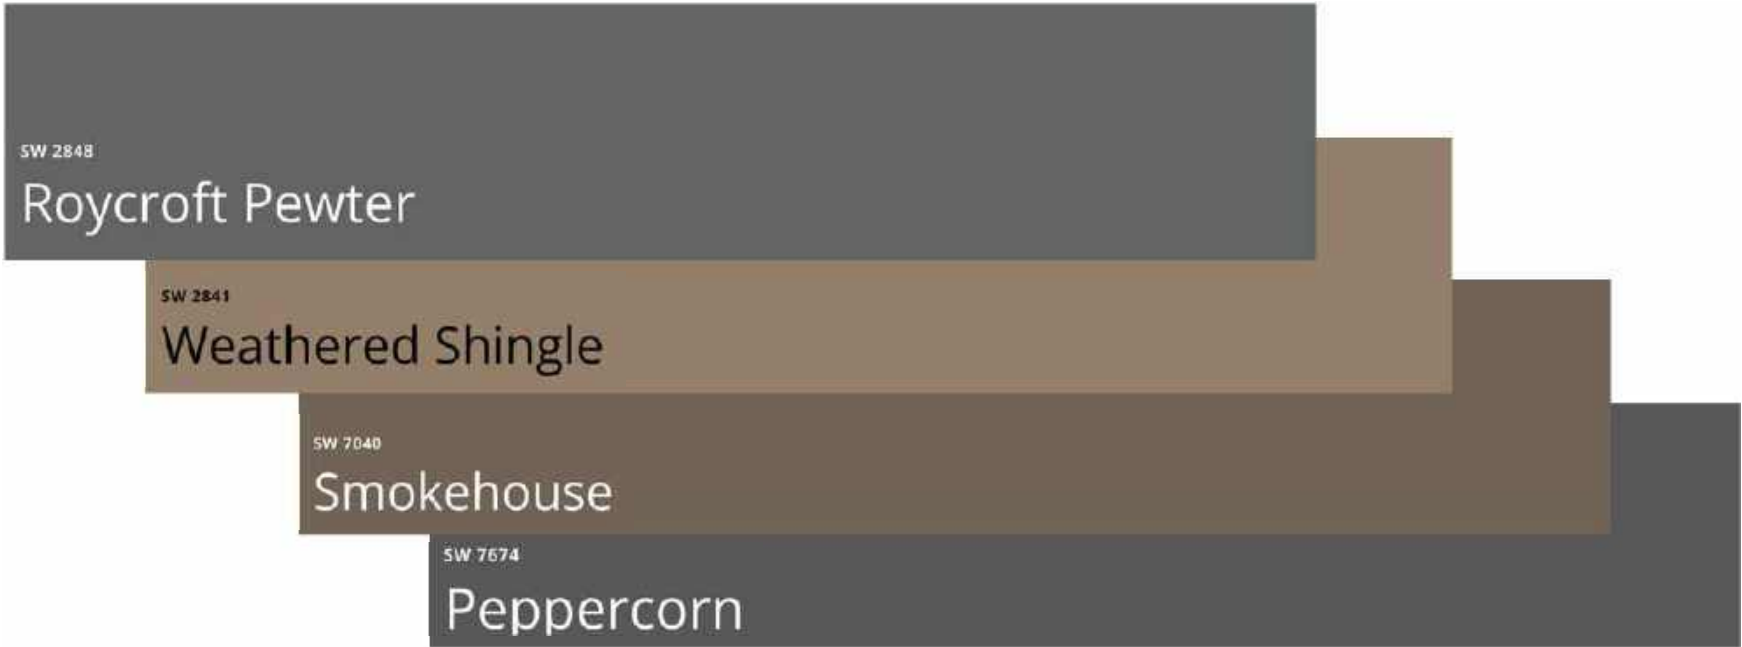 SW 2848
Roycroft Pewter
SW 2841
Weathered Shingle
SW 7040
Smokehouse
SW 7674
Peppercorn